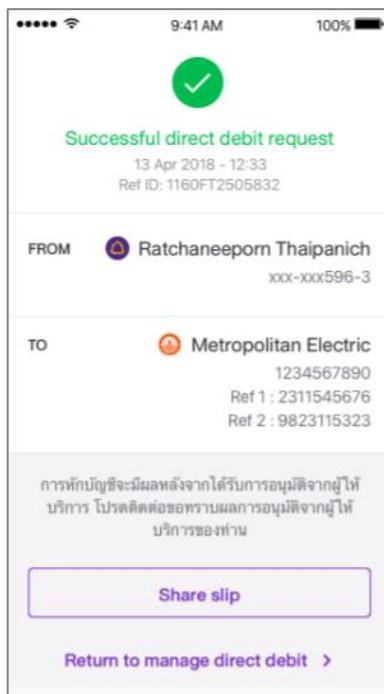 9:41 AM
100%
Successful direct debit request
13 Apr 2018 - 12:33
Ref ID: 1160FT2505832
FROM
Ratchaneeporn Thaipanich
xxx-xxx596-3
TO
Metropolitan Electric
1234567890
Ref 1 : 2311545676
Ref 2 : 9823115323
การหักบัญชีจะมีผลหลังจากได้รับการอนุมัติจากผู้ให้
บริการ โปรดติดต่อขอทราบผลการอนุมัติจากผู้ให้
บริการของท่าน
Share slip
Return to manage direct debit >